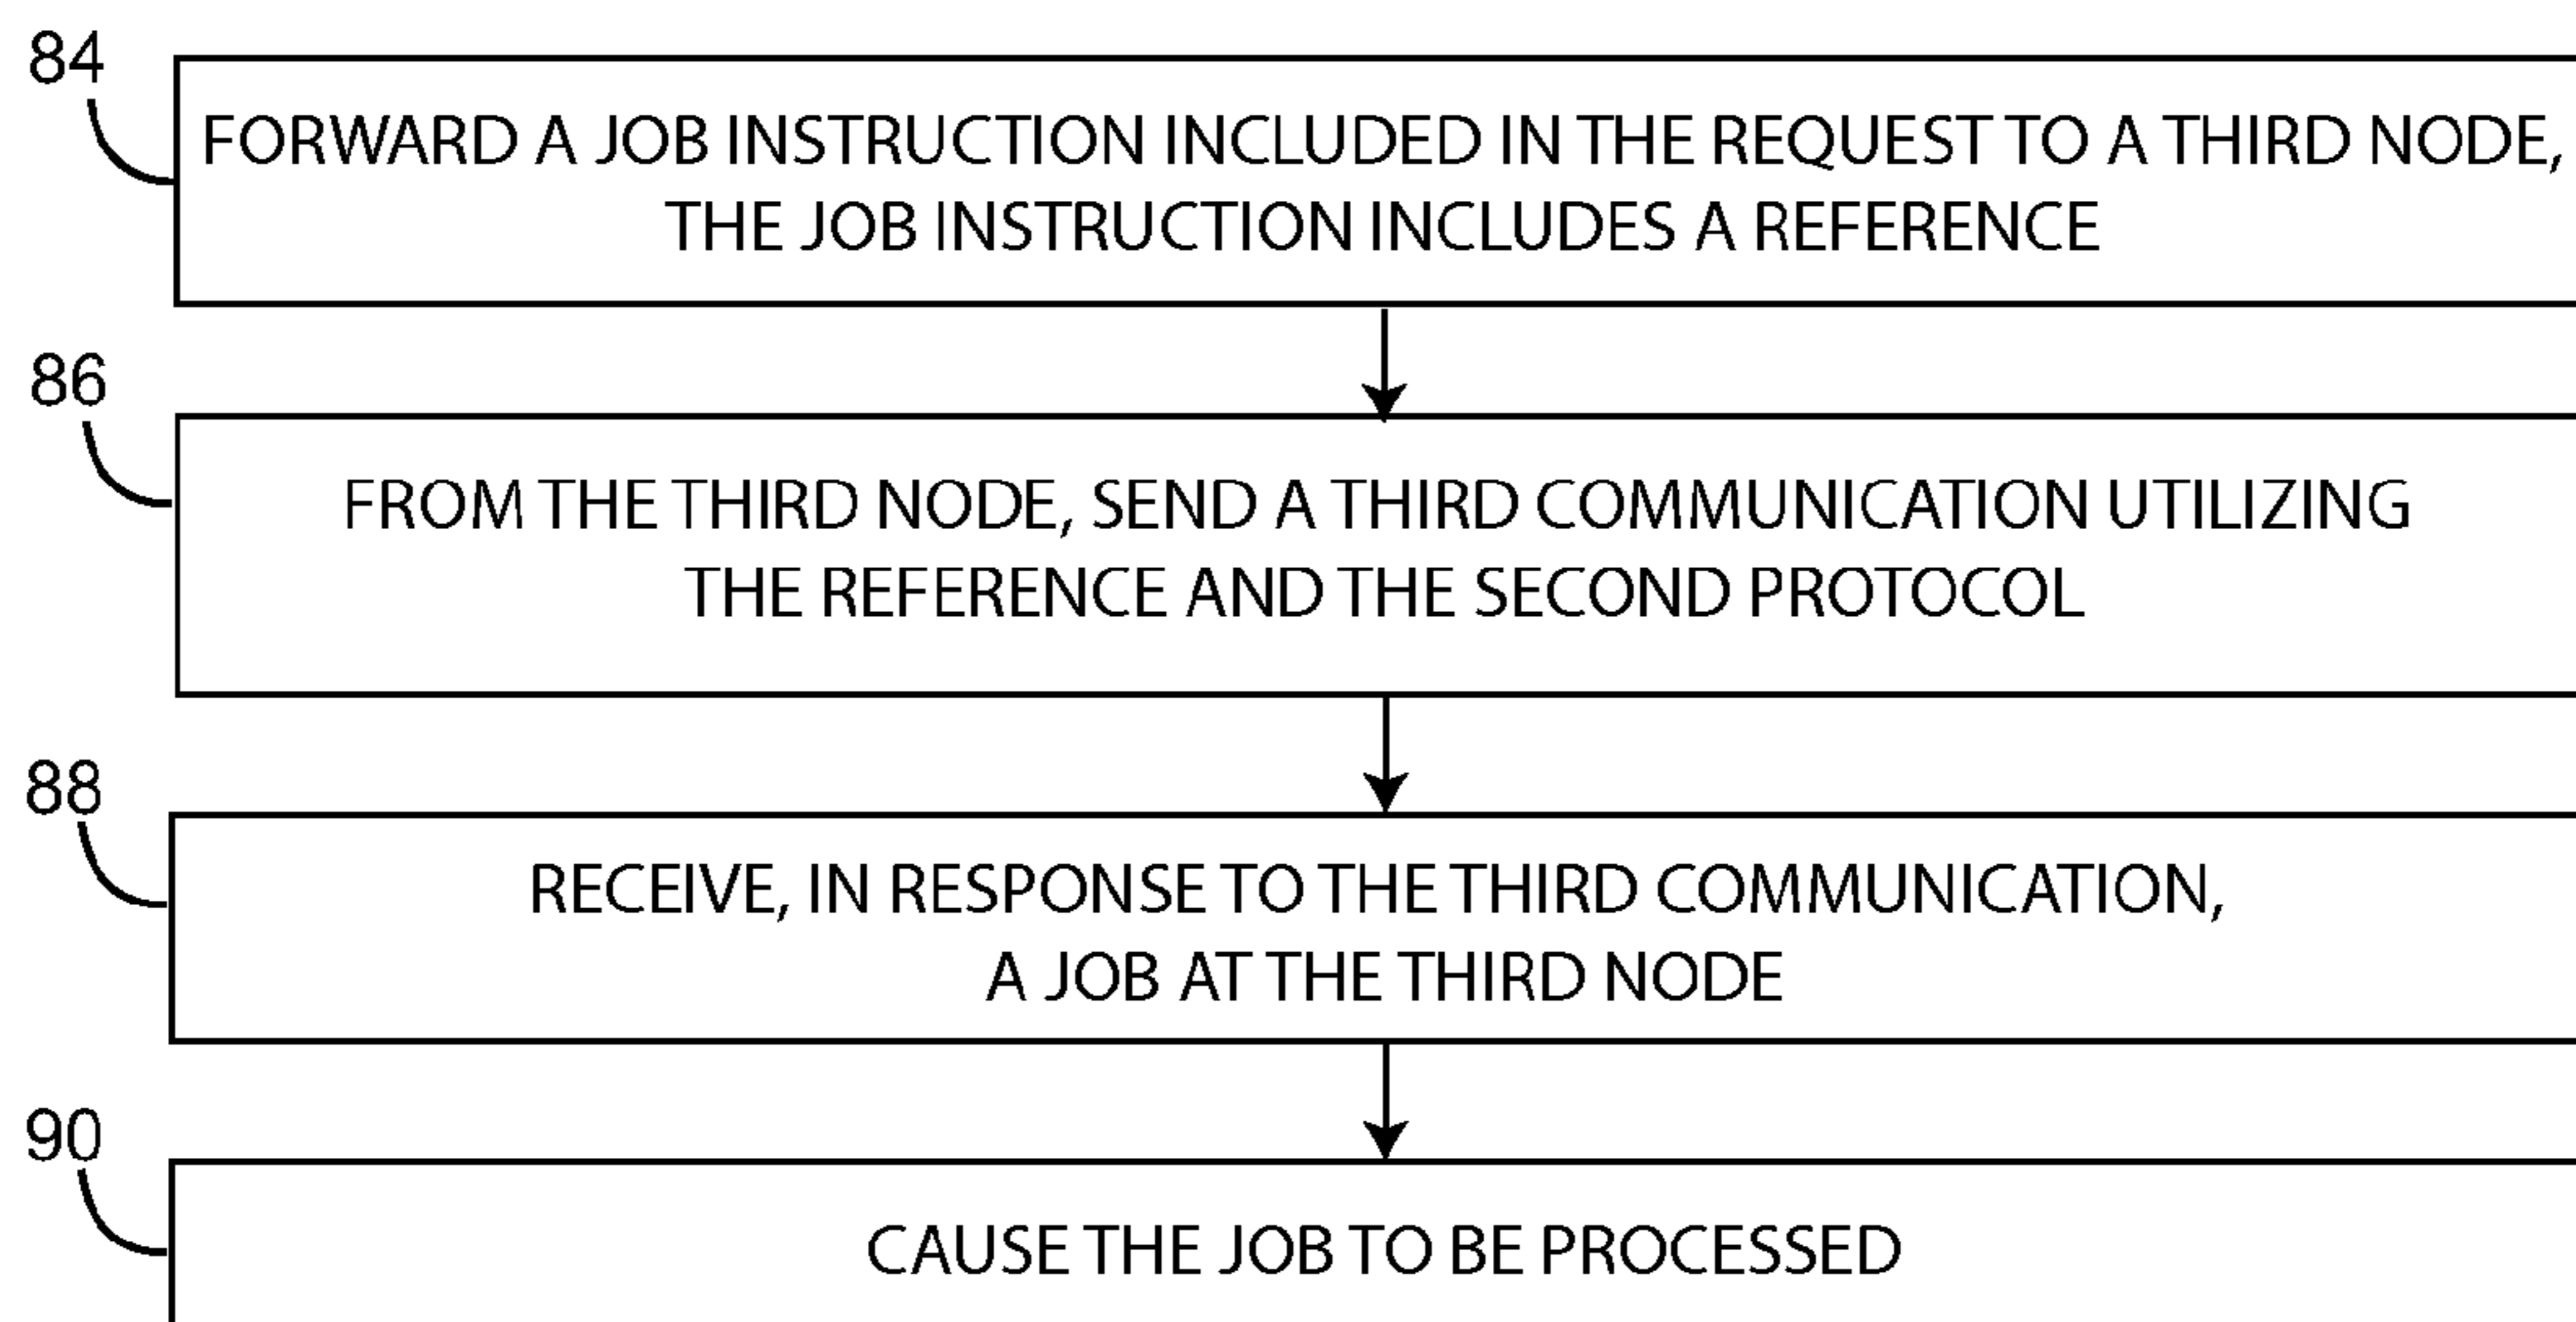 84
FORWARD A JOB INSTRUCTION INCLUDED IN THE REQUEST TO A THIRD NODE,
THE JOB INSTRUCTION INCLUDES A REFERENCE
86
FROM THE THIRD NODE, SEND A THIRD COMMUNICATION UTILIZING
THE REFERENCE AND THE SECOND PROTOCOL
88
RECEIVE, IN RESPONSE TO THE THIRD COMMUNICATION,
A JOB AT THE THIRD NODE
90
CAUSE THE JOB TO BE PROCESSED